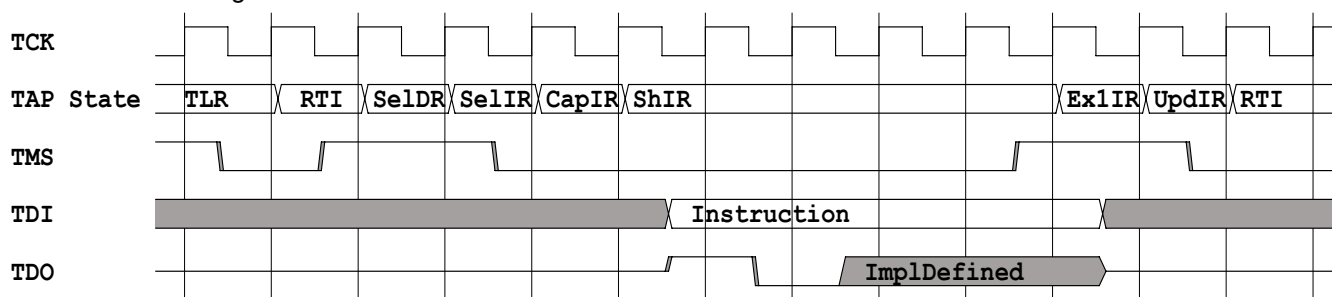 TCK
TAP State TLR RTI SelDR SelIR CapIR ShIR Ex1IR UpdIR RTI
TMS
TDI Instruction
TDO ImplDefined